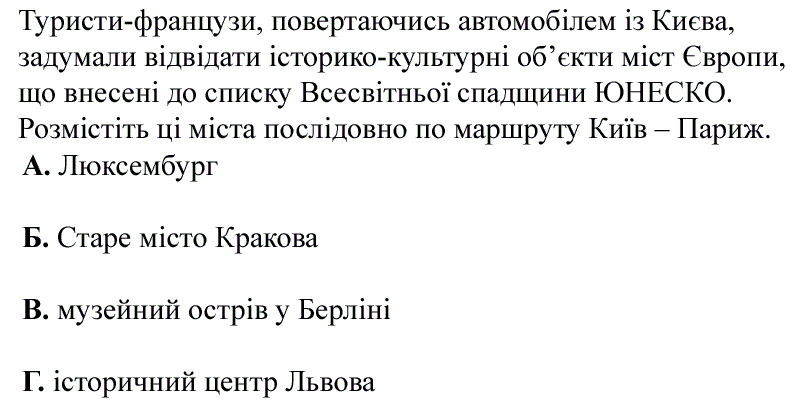 Туристи-французи, повертаючись автомобілем із Києва,
задумали відвідати історико-культурні об’єкти міст Європи,
що внесені до списку Всесвітньої спадщини ЮНЕСКО.
Розмістіть ці міста послідовно по маршруту Київ – Париж.
А. Люксембург
Б. Старе місто Кракова
В. музейний острів у Берліні
Г. історичний центр Львова